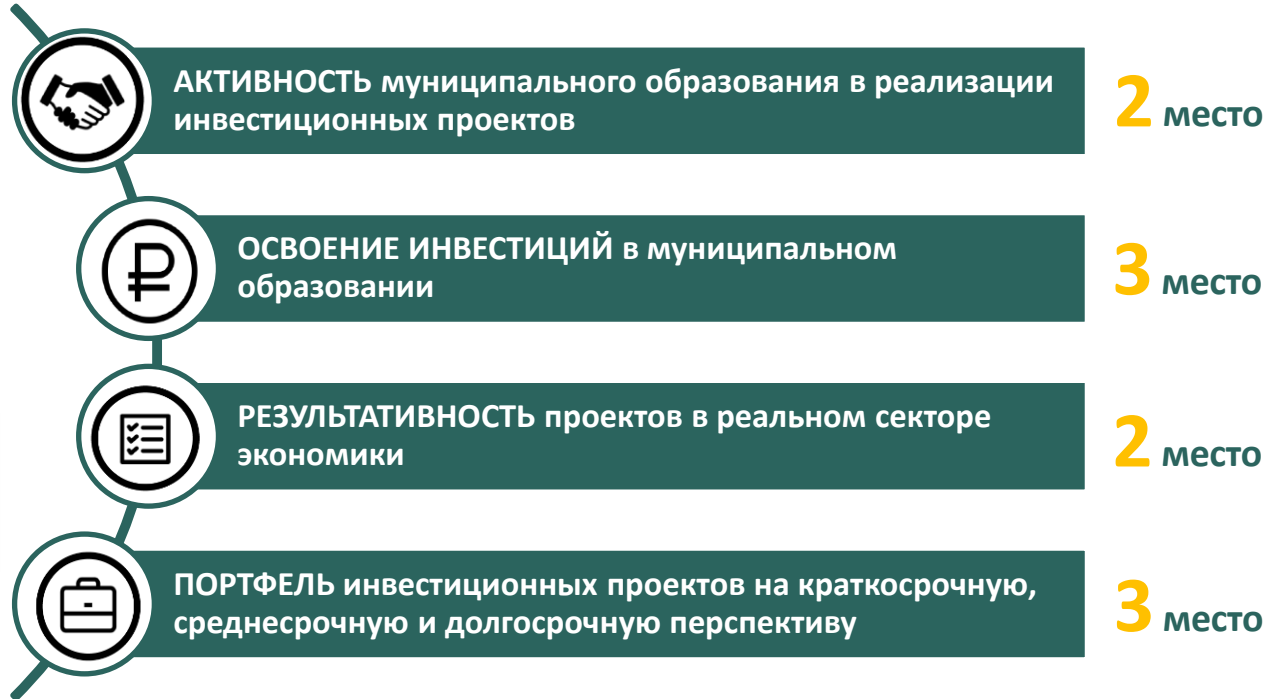 АКТИВНОСТЬ муниципального образования в реализации
инвестиционных проектов
2 место
ОСВОЕНИЕ ИНВЕСТИЦИЙ в муниципальном
образовании
3 место
РЕЗУЛЬТАТИВНОСТЬ проектов в реальном секторе
экономики
2 место
ПОРТФЕЛЬ инвестиционных проектов на краткосрочную,
среднесрочную и долгосрочную перспективу
3 место